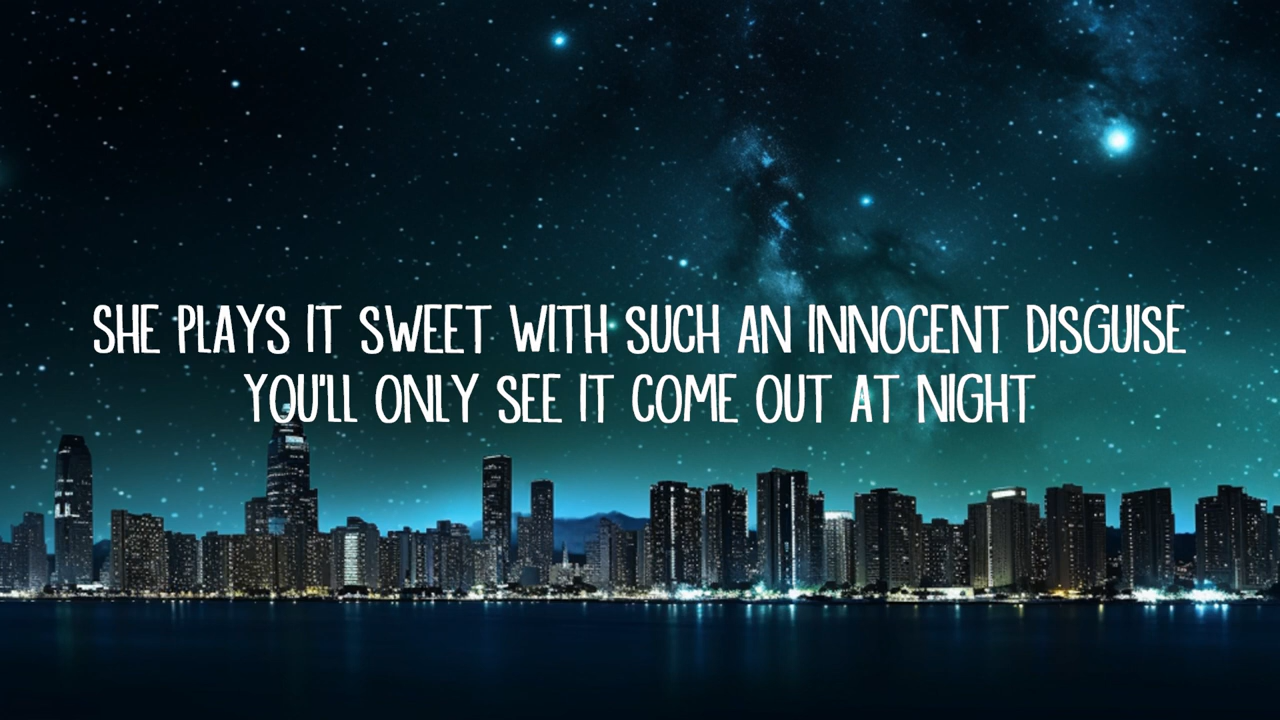 SHE PLAYS IT SWEET WITH SUCH AN INNOCENT DISGUISE
YOU'LL ONLY SEE IT COME OUT AT NIGHT